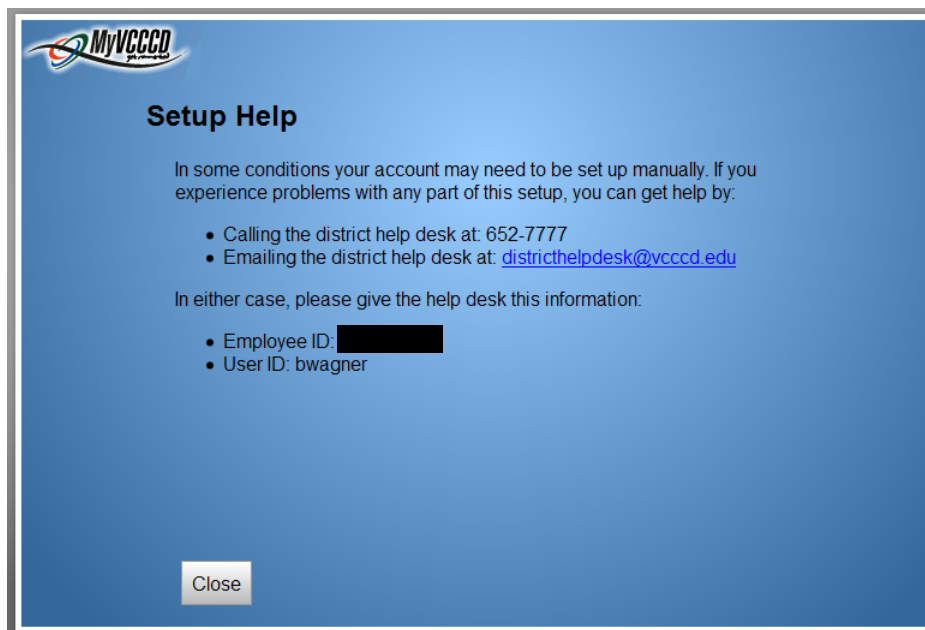 MyVCCCD
Setup Help
In some conditions your account may need to be set up manually. If you
experience problems with any part of this setup, you can get help by:
• Calling the district help desk at: 652-7777
• Emailing the district help desk at: districthelpdesk@vcccd.edu
In either case, please give the help desk this information:
• Employee ID:
• User ID: bwagner
Close